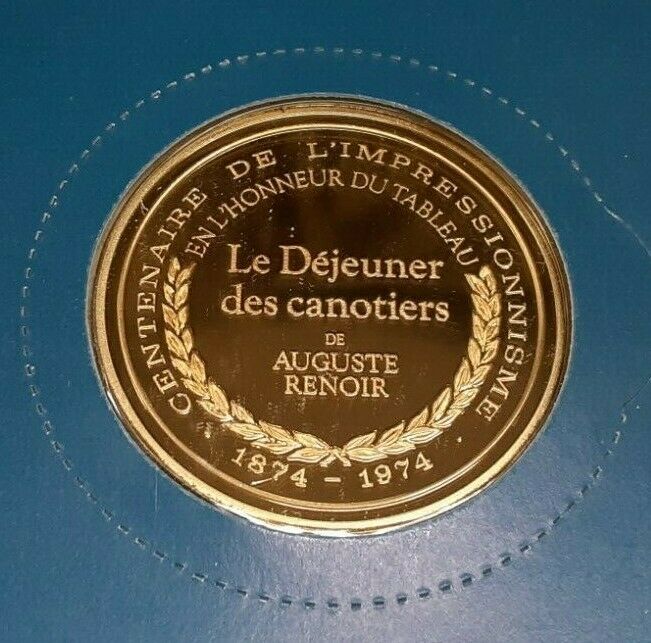 CENTENAIRE DE L'IMPRESSIONNISME
EN L'HONNEUR DU TABLEAU
Le Déjeuner
des canotiers
DE
AUGUSTE
RENOIR
1874 - 1974